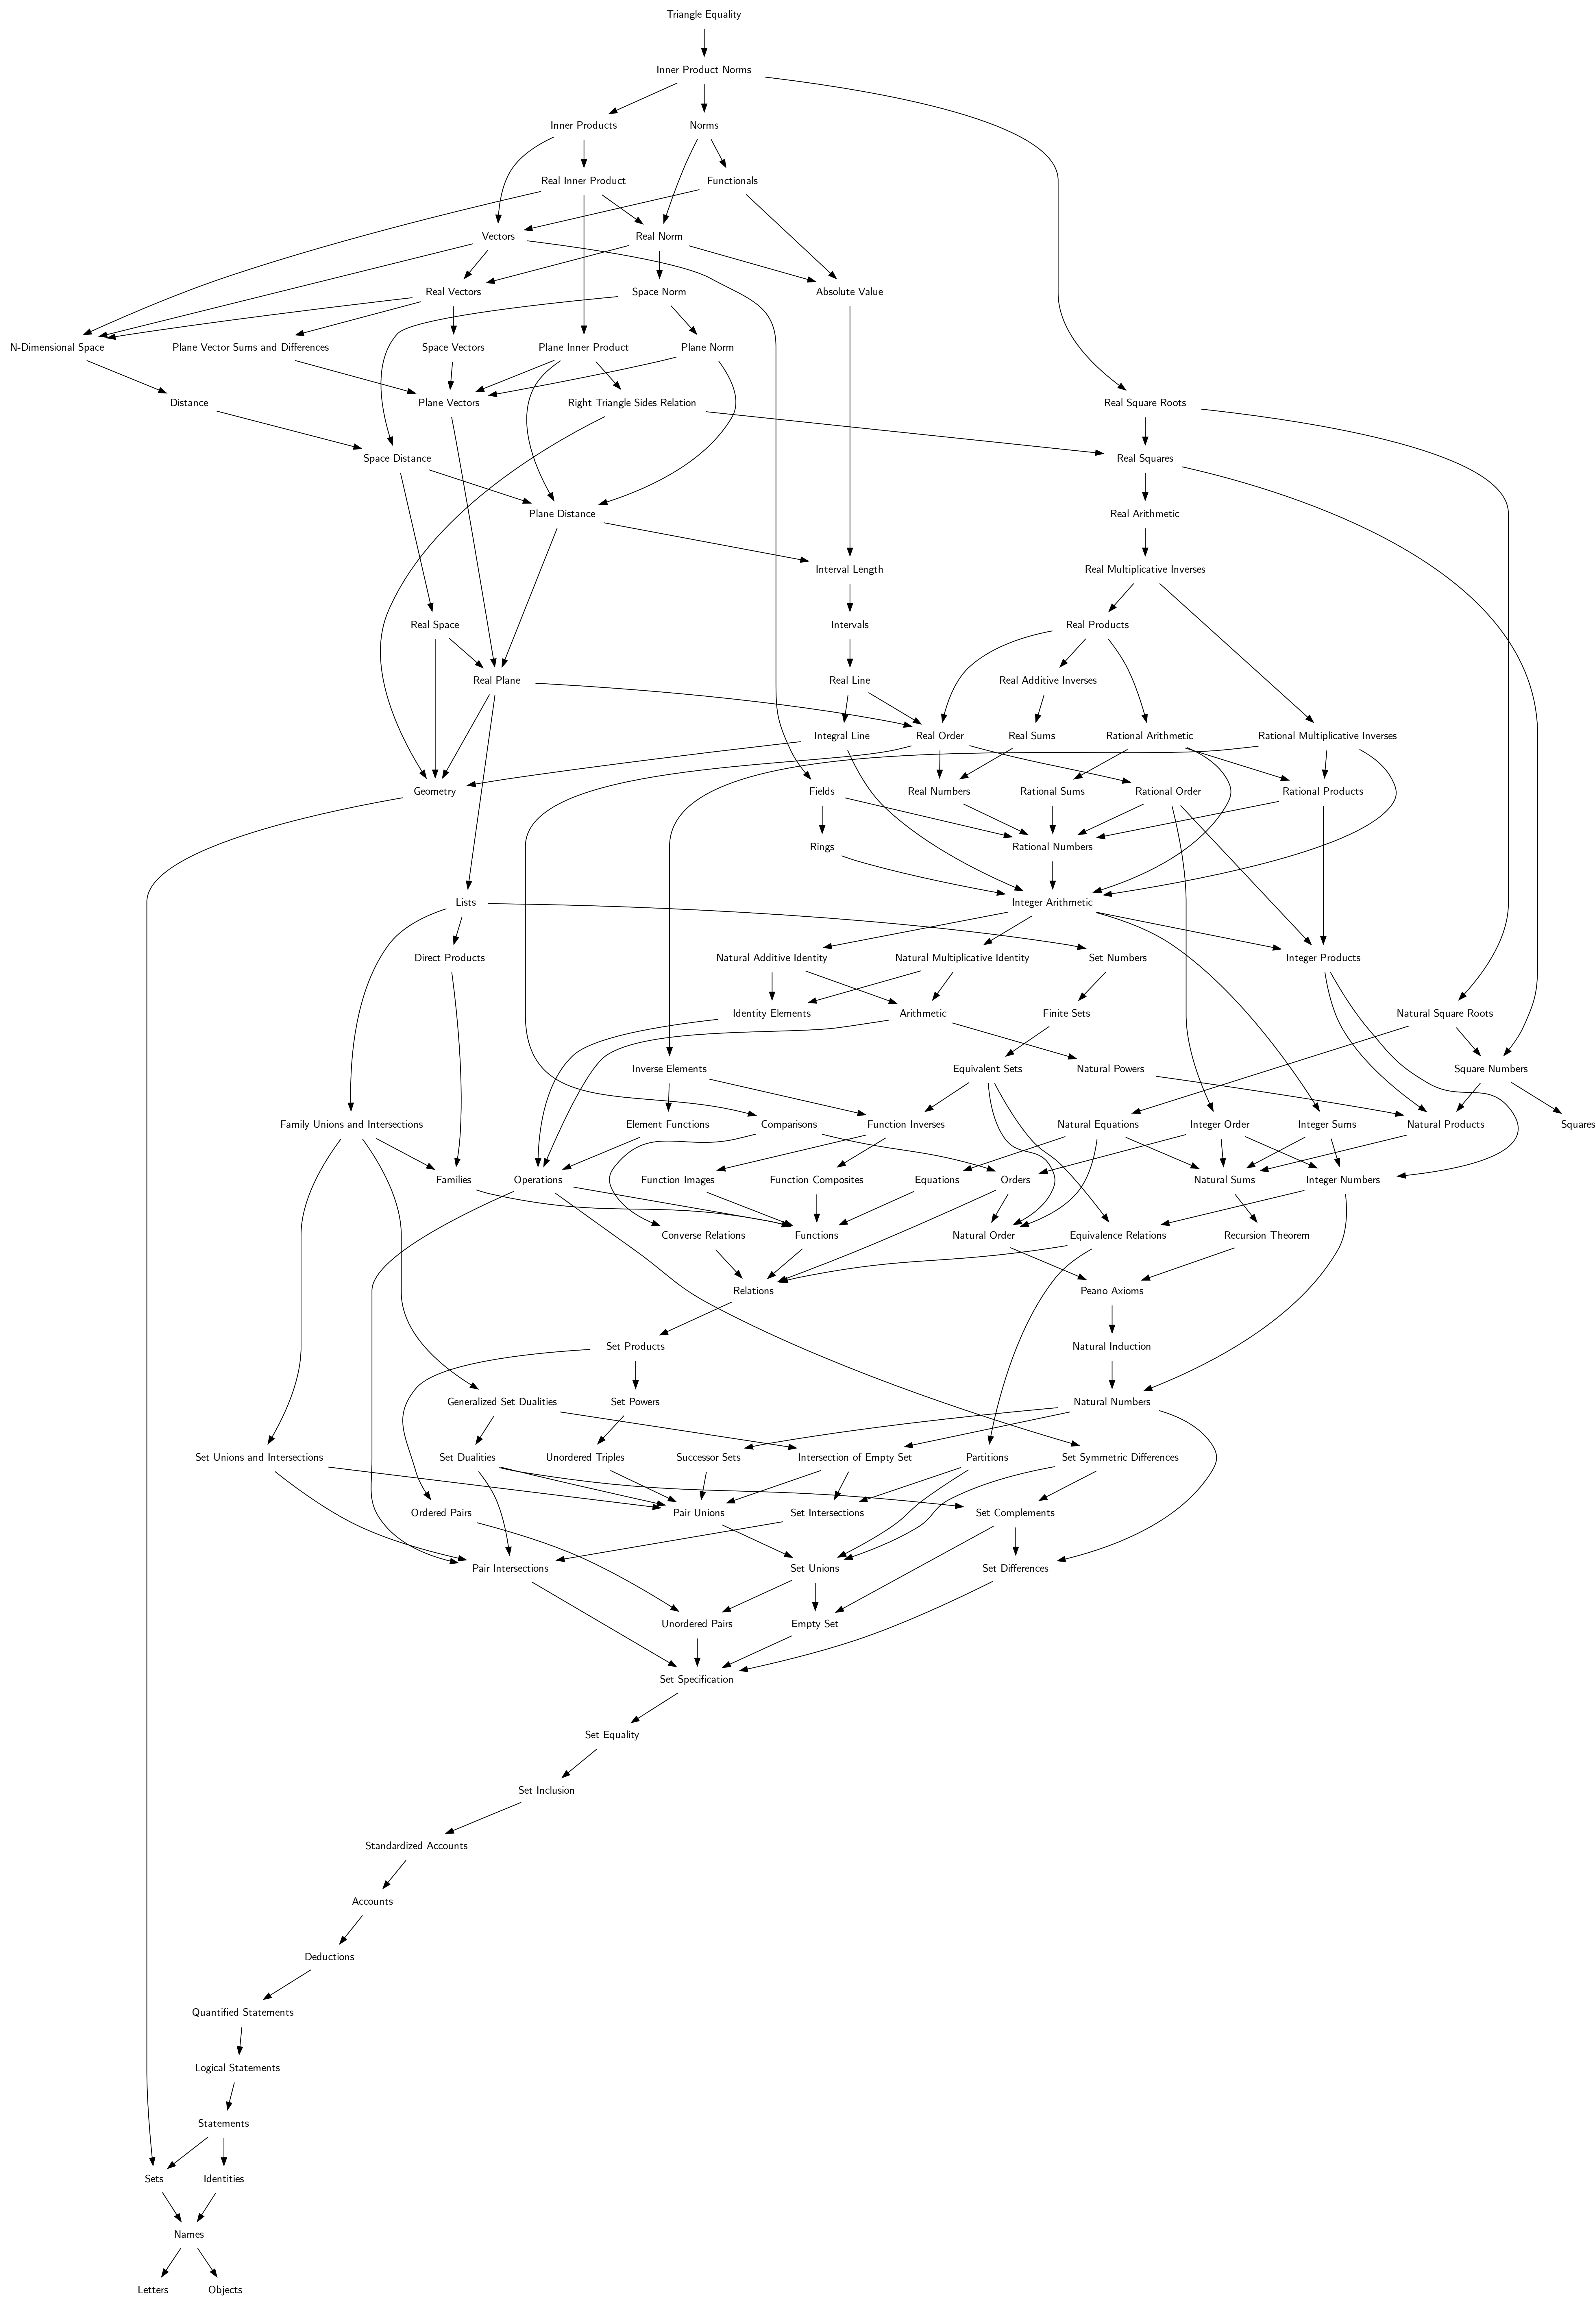 Triangle Equality
Inner Product Norms
Inner Products
Norms
Real Inner Product
Functionals
Vectors
Real Norm
Real Vectors
Space Norm
Absolute Value
N-Dimensional Space
Plane Vector Sums and Differences
Space Vectors
Plane Inner Product
Plane Norm
Distance
Plane Vectors
Right Triangle Sides Relation
Real Square Roots
Space Distance
Real Squares
Plane Distance
Real Arithmetic
Interval Length
Real Multiplicative Inverses
Real Space
Intervals
Real Products
Real Plane
Real Line
Real Additive Inverses
Integral Line
Real Order
Real Sums
Rational Arithmetic
Rational Multiplicative Inverses
Geometry
Fields
Real Numbers
Rational Sums
Rational Order
Rational Products
Rings
Rational Numbers
Lists
Integer Arithmetic
Direct Products
Natural Additive Identity
Natural Multiplicative Identity
Set Numbers
Integer Products
Identity Elements
Arithmetic
Finite Sets
Natural Square Roots
Inverse Elements
Equivalent Sets
Natural Powers
Square Numbers
Family Unions and Intersections
Element Functions
Comparisons
Function Inverses
Natural Equations
Integer Order
Integer Sums
Natural Products
Squares
Families
Operations
Function Images
Function Composites
Equations
Orders
Natural Sums
Integer Numbers
Converse Relations
Functions
Natural Order
Equivalence Relations
Recursion Theorem
Relations
Peano Axioms
Set Products
Natural Induction
Generalized Set Dualities
Set Powers
Natural Numbers
Set Unions and Intersections
Set Dualities
Unordered Triples
Successor Sets
Intersection of Empty Set
Partitions
Set Symmetric Differences
Ordered Pairs
Pair Unions
Set Intersections
Set Complements
Pair Intersections
Set Unions
Set Differences
Unordered Pairs
Empty Set
Set Specification
Set Equality
Set Inclusion
Standardized Accounts
Accounts
Deductions
Quantified Statements
Logical Statements
Statements
Sets
Identities
Names
Letters
Objects